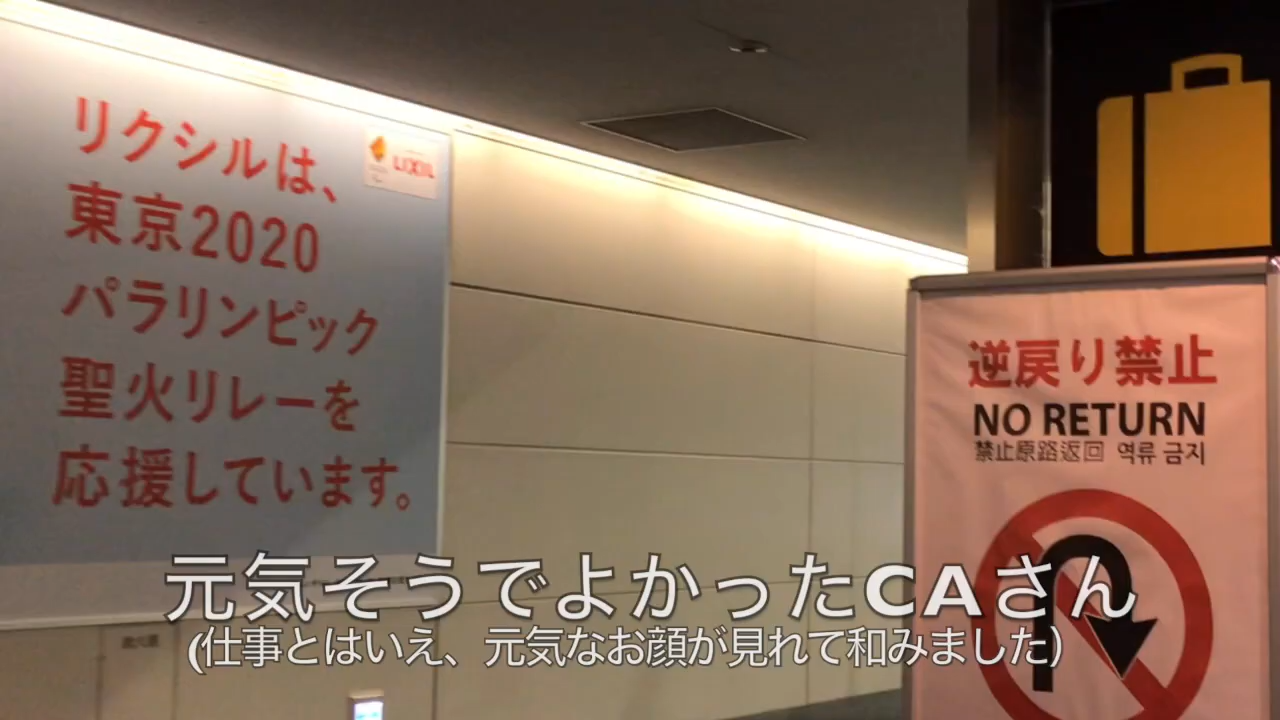 リクシルは、
東京2020
パラリンピック
聖火リレーを
応援しています。
LIXIL
逆戻り禁止
NO RETURN
禁止原路返回 역류 금지
元気そうでよかったCAさん
(仕事とはいえ、元気なお顔が見れて和みました)